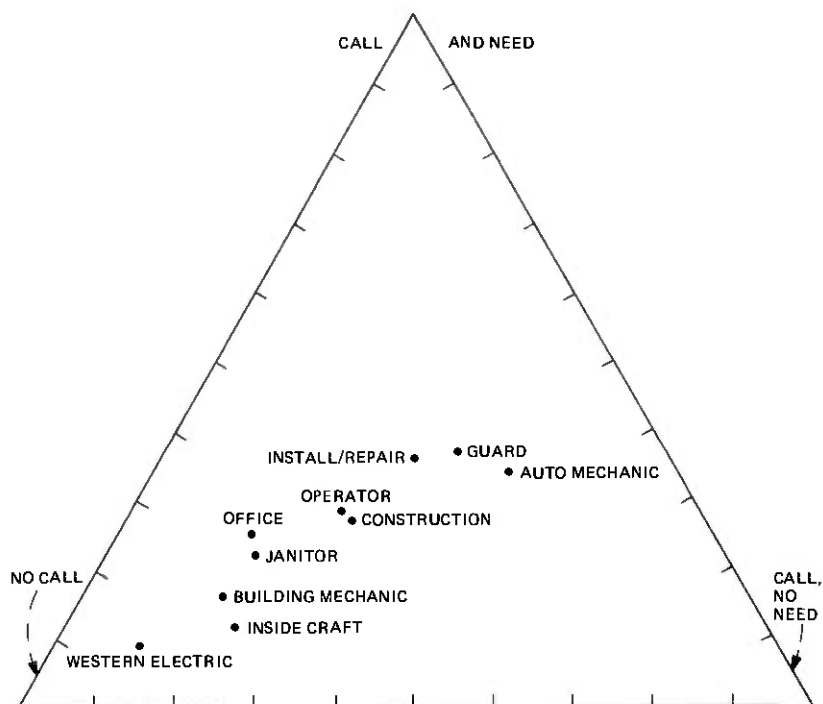 CALL
AND NEED
INSTALL/REPAIR
GUARD
AUTO MECHANIC
OPERATOR
OFFICE
CONSTRUCTION
JANITOR
NO CALL
CALL,
NO
NEED
BUILDING MECHANIC
INSIDE CRAFT
WESTERN ELECTRIC